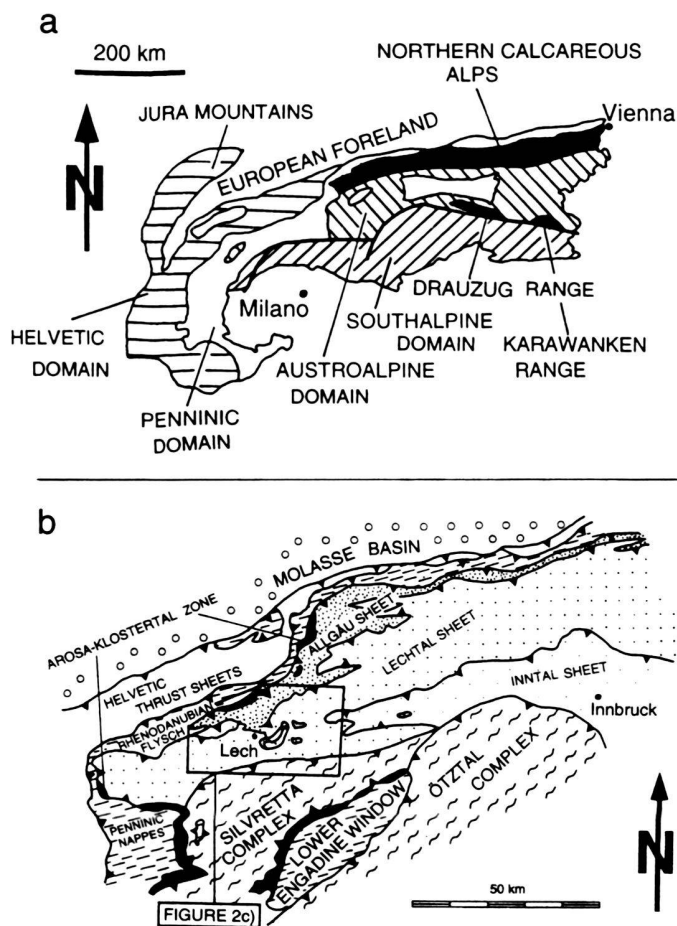 a
200 km
NORTHERN CALCAREOUS
ALPS
JURA MOUNTAINS
Vienna
EUROPEAN FORELAND
N
Milano
DRAUZUG RANGE
HELVETIC
DOMAIN
SOUTHALPINE
DOMAIN
KARAWANKEN
RANGE
AUSTROALPINE
DOMAIN
PENNINIC
DOMAIN
b
MOLASSE BASIN
AROSA-KLOSTERTAL ZONE
ALLGÄU SHEET
LECHTAL SHEET
HELVETIC
THRUST SHEETS
INNTAL SHEET
RHENODANUBIAN
FLYSCH
Lech
Innbruck
ÖTZTAL COMPLEX
SILVRETTA
COMPLEX
PENNINIC
NAPPES
LOWER
ENGADINE WINDOW
N
50 km
FIGURE 2c)